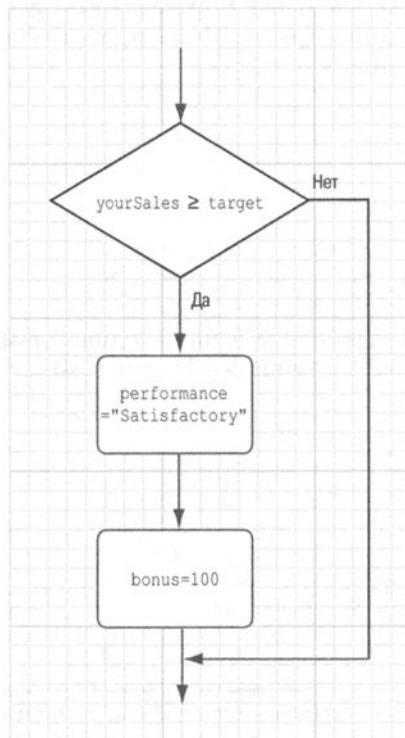 yourSales ≥ target
Нет
Да
performance
="Satisfactory"
bonus=100